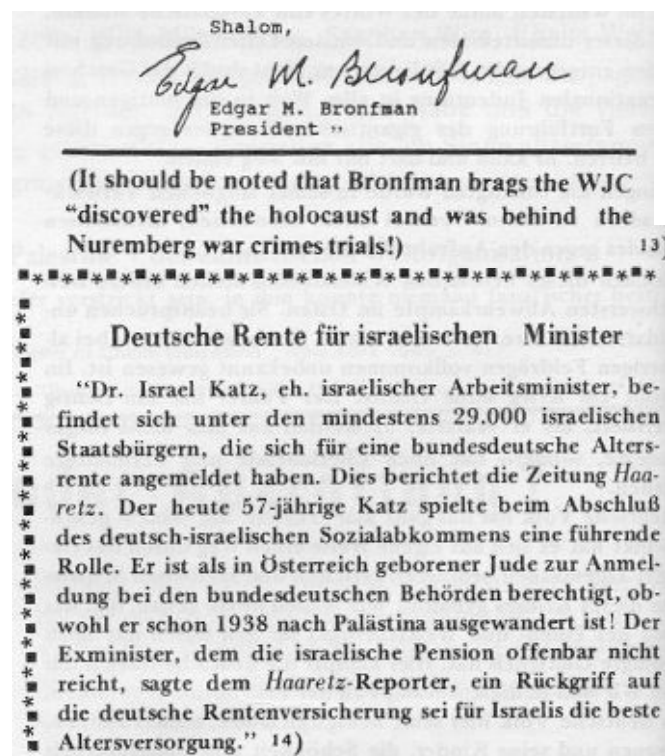 Shalom,
Edgar M. Bronfman
Edgar M. Bronfman
President
(It should be noted that Bronfman brags the WJC
“discovered” the holocaust and was behind the
Nuremberg war crimes trials!) 13)
Deutsche Rente für israelischen Minister
“Dr. Israel Katz, eh. israelischer Arbeitsminister, be-
findet sich unter den mindestens 29,000 israelischen
Staatsbürgern, die sich für eine bundesdeutsche Alters-
rente angemeldet haben. Dies berichtet die Zeitung Haa-
retz. Der heute 57-jährige Katz spielte beim Abschluß
des deutsch-israelischen Sozialabkommens eine führende
Rolle. Er ist als in Österreich geborener Jude zur Anmel-
dung bei den bundesdeutschen Behörden berechtigt, ob-
wohl er schon 1938 nach Palästina ausgewandert ist! Der
Exminister, dem die israelische Pension offenbar nicht
reicht, sagte dem Haaretz-Reporter, ein Rückgriff auf
die deutsche Rentenversicherung sei für Israelis die beste
Altersversorgung.” 14)